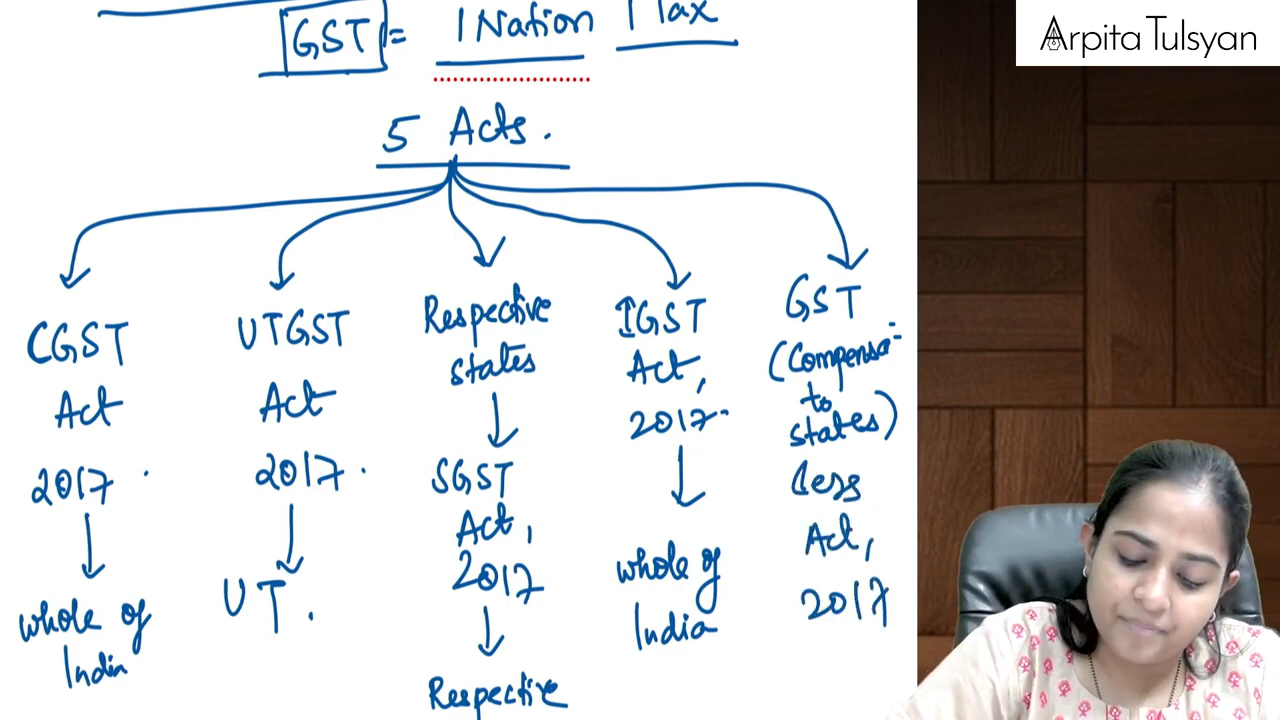 Arpita Tulsyan
GST = 1 Nation 1 Tax
5 Acts.
CGST
Act
2017.
whole of
India
UTGST
Act
2017.
UT.
Respective
states
SGST
Act,
2017
Respective
IGST
Act,
2017.
whole of
India
GST
(Compensa-
to
states)
Cess
Act,
2017